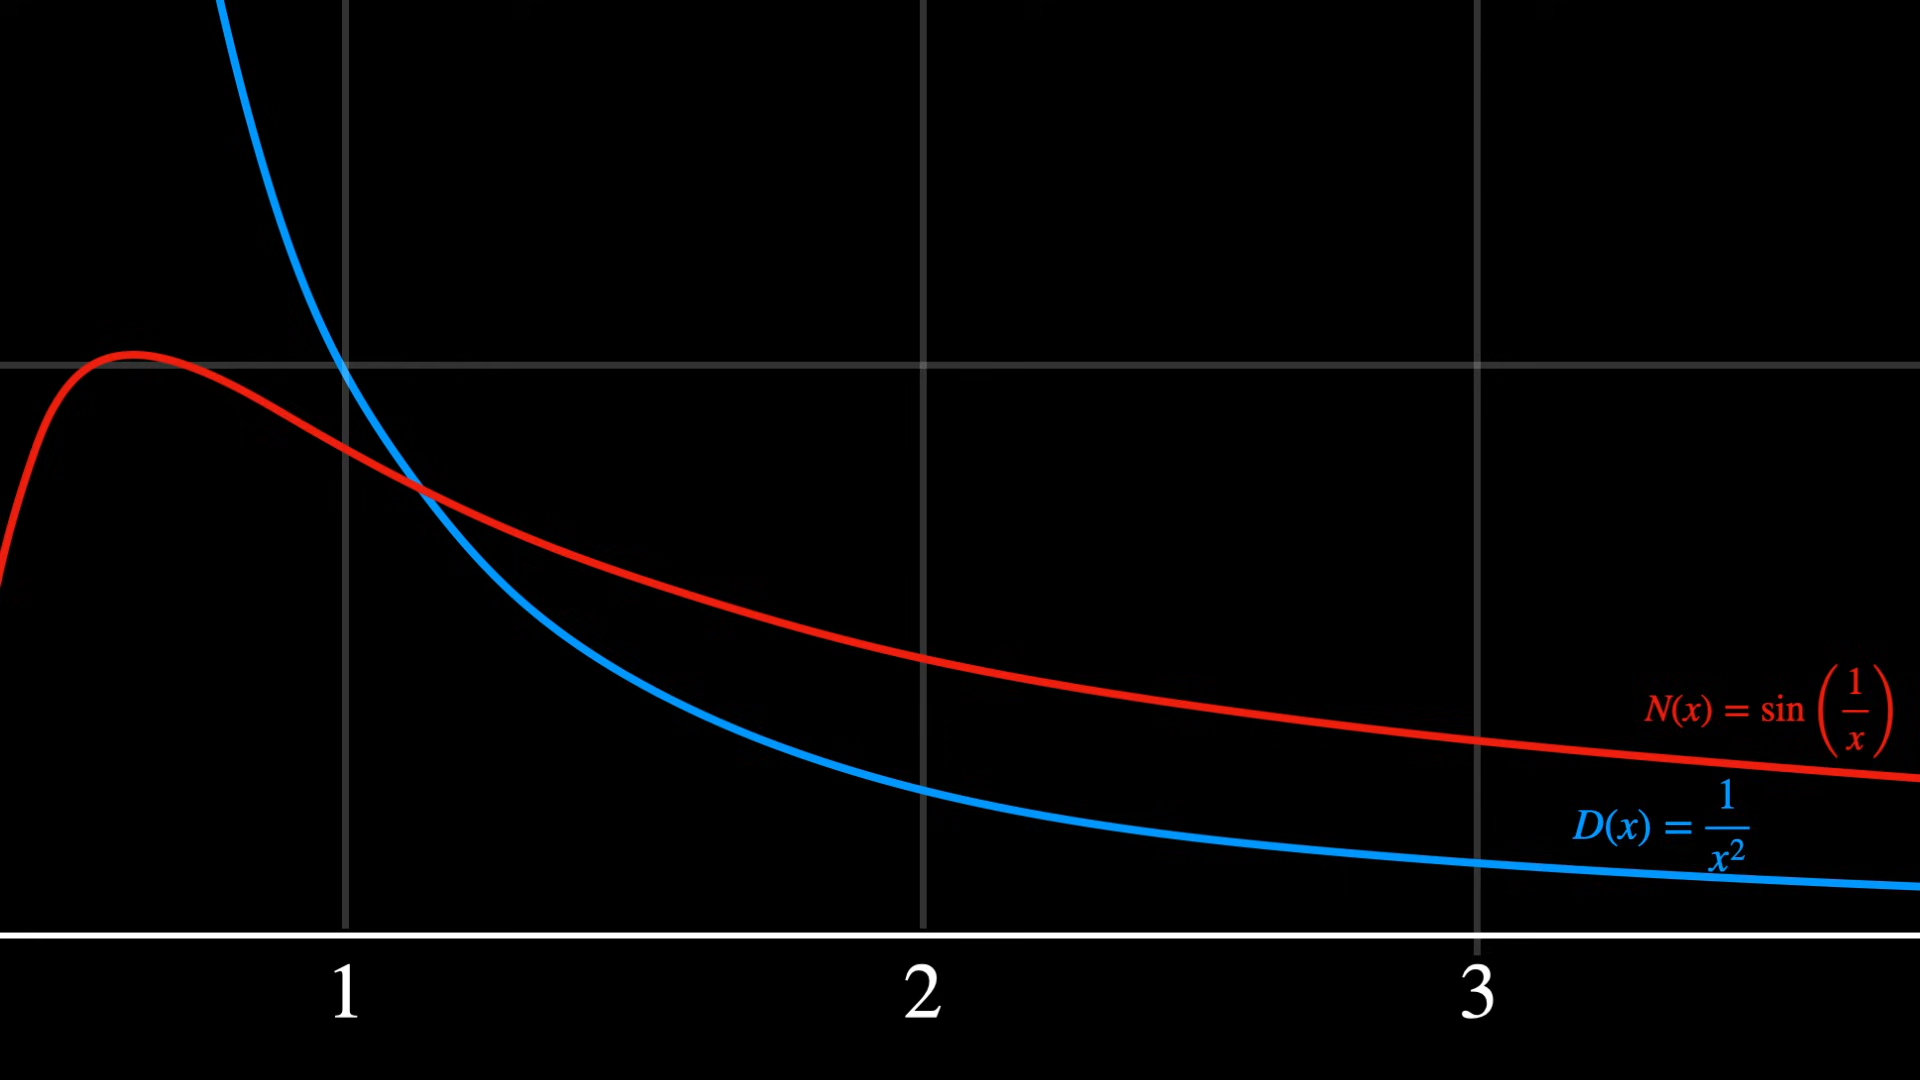 N(x) = sin(1/x)
D(x) = 1/x²
1 2 3